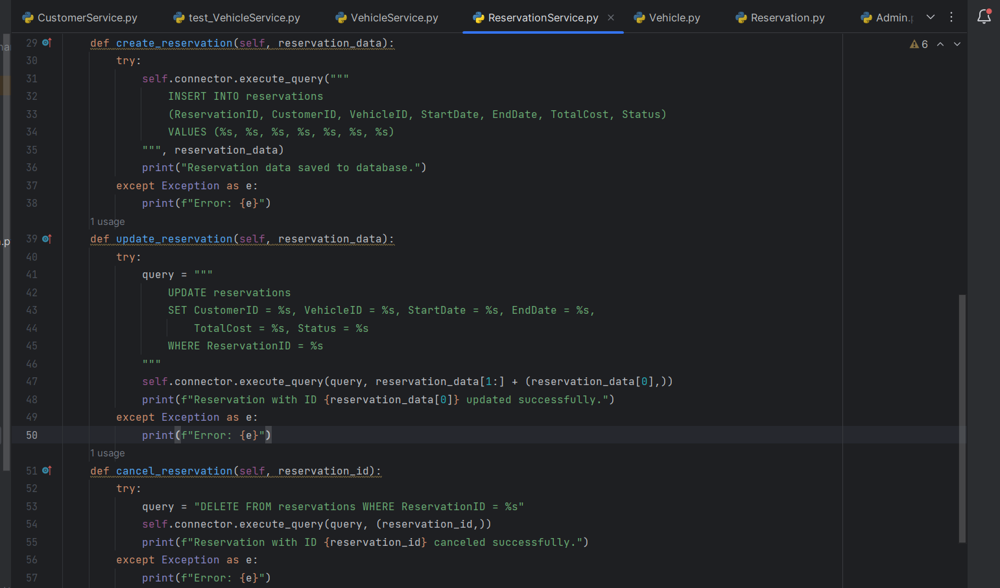 CustomerService.py test_VehicleService.py VehicleService.py ReservationService.py Vehicle.py Reservation.py Admin.p
6
29 def create_reservation(self, reservation_data):
30 try:
31 self.connector.execute_query("""
32 INSERT INTO reservations
33 (ReservationID, CustomerID, VehicleID, StartDate, EndDate, TotalCost, Status)
34 VALUES (%s, %s, %s, %s, %s, %s, %s)
35 """, reservation_data)
36 print("Reservation data saved to database.")
37 except Exception as e:
38 print(f"Error: {e}")
1 usage
39 def update_reservation(self, reservation_data):
40 try:
41 query = """
42 UPDATE reservations
43 SET CustomerID = %s, VehicleID = %s, StartDate = %s, EndDate = %s,
44 TotalCost = %s, Status = %s
45 WHERE ReservationID = %s
46 """
47 self.connector.execute_query(query, reservation_data[1:] + (reservation_data[0],))
48 print(f"Reservation with ID {reservation_data[0]} updated successfully.")
49 except Exception as e:
50 print(f"Error: {e}")
1 usage
51 def cancel_reservation(self, reservation_id):
52 try:
53 query = "DELETE FROM reservations WHERE ReservationID = %s"
54 self.connector.execute_query(query, (reservation_id,))
55 print(f"Reservation with ID {reservation_id} canceled successfully.")
56 except Exception as e:
57 print(f"Error: {e}")